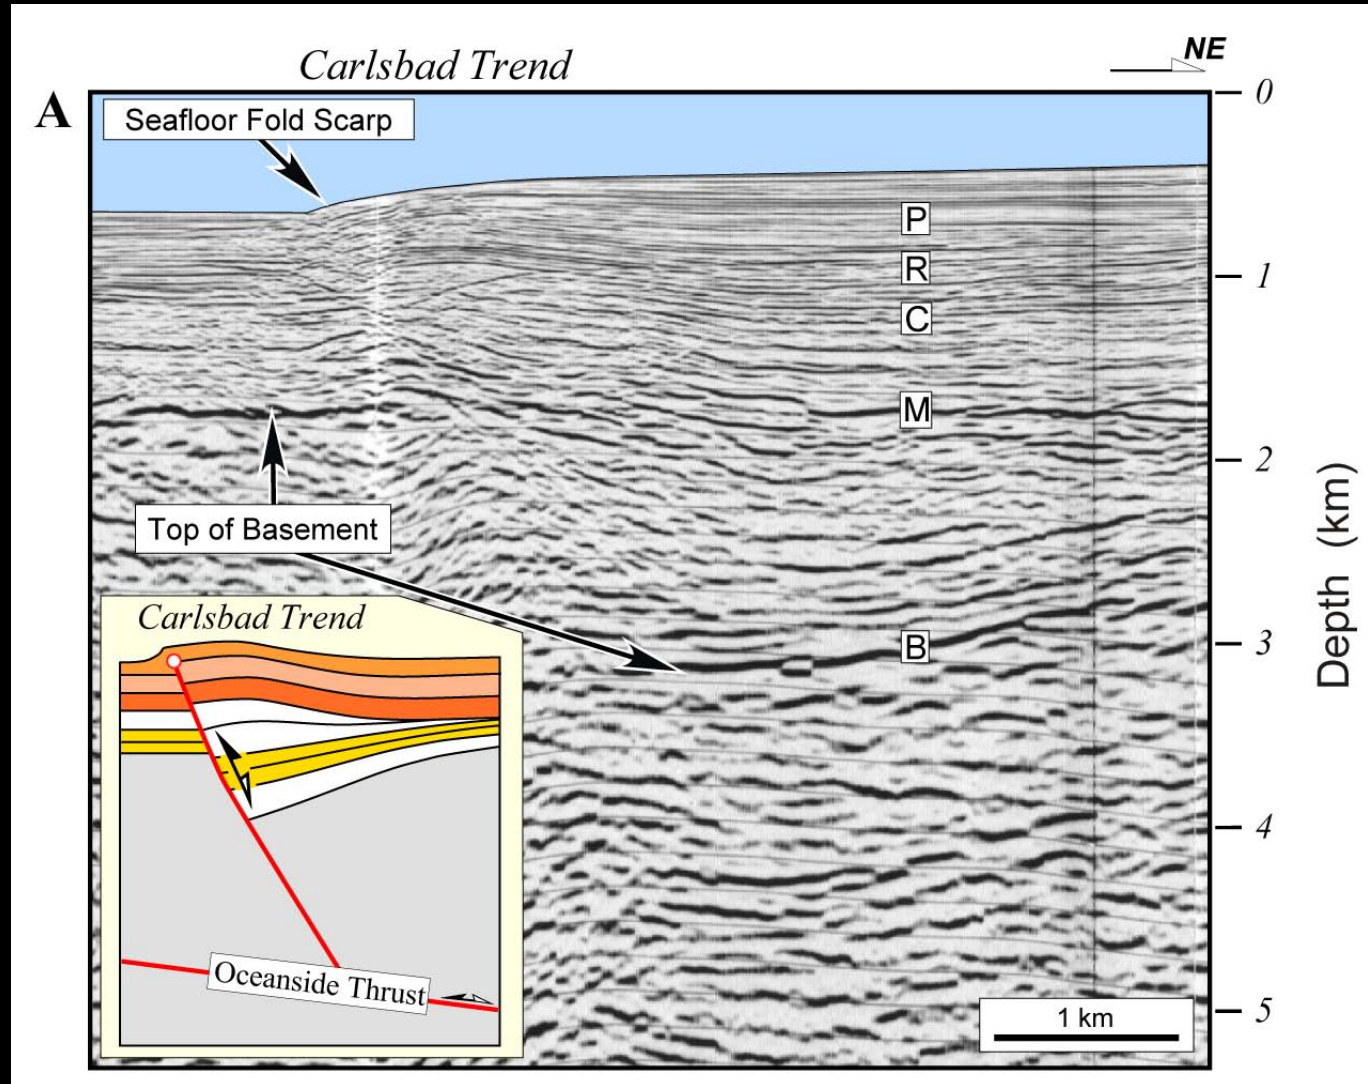 Carlsbad Trend
NE
A
Seafloor Fold Scarp
0
P
R
1
C
M
2
Top of Basement
Depth (km)
Carlsbad Trend
B
3
4
Oceanside Thrust
1 km
5